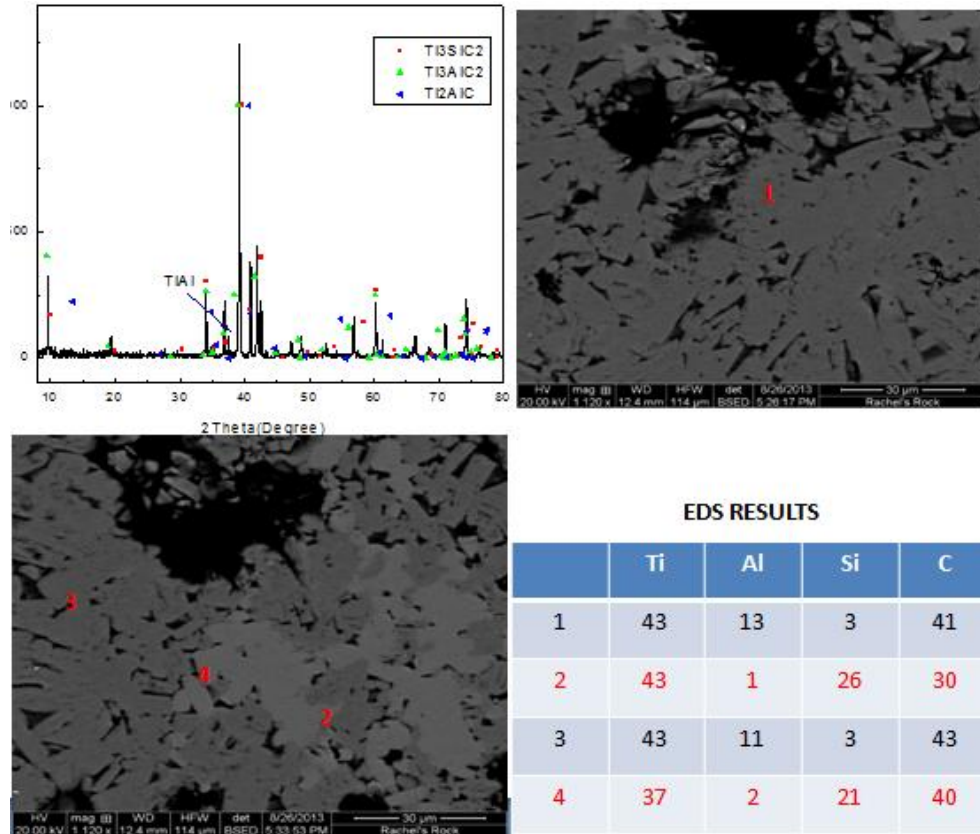 TI3SIC2
TI3AIC2
TI2AIC
TIAI
00
00
0
10 20 30 40 50 60 70 80
2Theta(Degree)
1
HV mag WD HFW det 8/26/2013 30 µm
20.00 kV 1 120 x 12.4 mm 114 µm BSED 5:26:17 PM Rachel's Rock
3
4
2
HV mag WD HFW det 8/26/2013 30 µm
20.00 kV 1 120 x 12.4 mm 114 µm BSED 5:33:53 PM Rachel's Rock
EDS RESULTS
Ti Al Si C
1 43 13 3 41
2 43 1 26 30
3 43 11 3 43
4 37 2 21 40